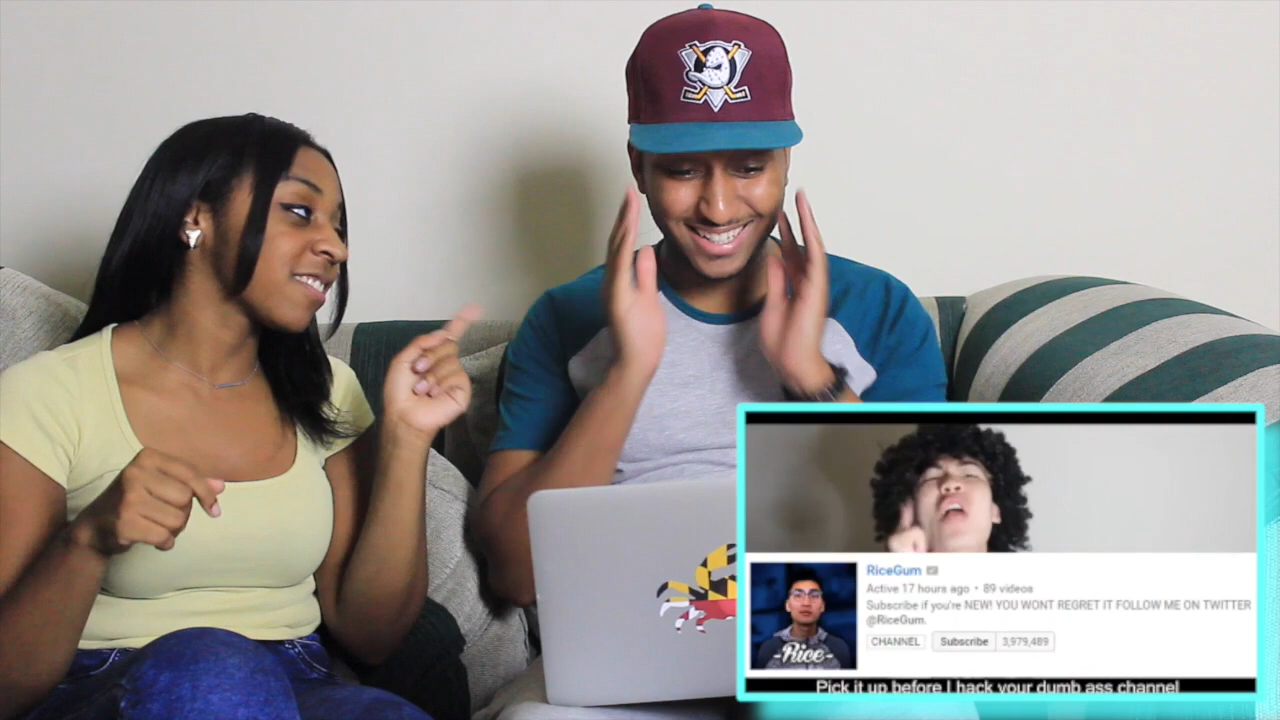 RiceGum
Active 17 hours ago • 89 videos
Subscribe if you're NEW! YOU WONT REGRET IT FOLLOW ME ON TWITTER
@RiceGum.
CHANNEL Subscribe 3,979,489
-Rice-
Pick it up before I hack your dumb ass channel